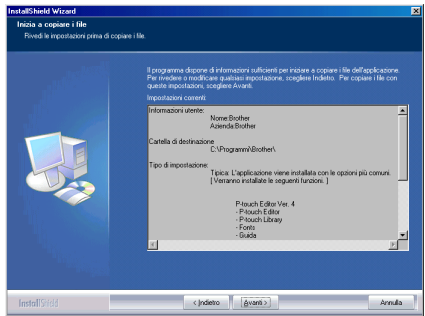 InstallShield Wizard
Inizia a copiare i file
Rivedi le impostazioni prima di copiare i file.
Il programma dispone di informazioni sufficienti per iniziare a copiare i file dell'applicazione.
Per rivedere o modificare qualsiasi impostazione, scegliere Indietro. Per copiare i file con
queste impostazioni, scegliere Avanti.
Impostazioni correnti:
Informazioni utente:
Nome:Brother
Azienda:Brother
Cartella di destinazione
C:\Programmi\Brother\
Tipo di impostazione:
Tipica: L'applicazione viene installata con le opzioni più comuni.
[ Verranno installate le seguenti funzioni. ]
P-touch Editor Ver. 4
- P-touch Editor
- P-touch Library
- Fonts
- Guida
InstallShield
< Indietro
Avanti >
Annulla